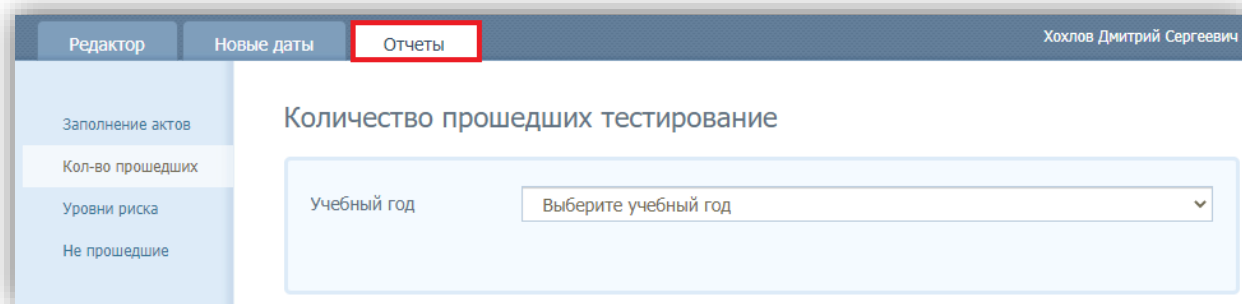 Редактор
Новые даты
Отчеты
Хохлов Дмитрий Сергеевич
Заполнение актов
Кол-во прошедших
Уровни риска
Не прошедшие
Количество прошедших тестирование
Учебный год
Выберите учебный год